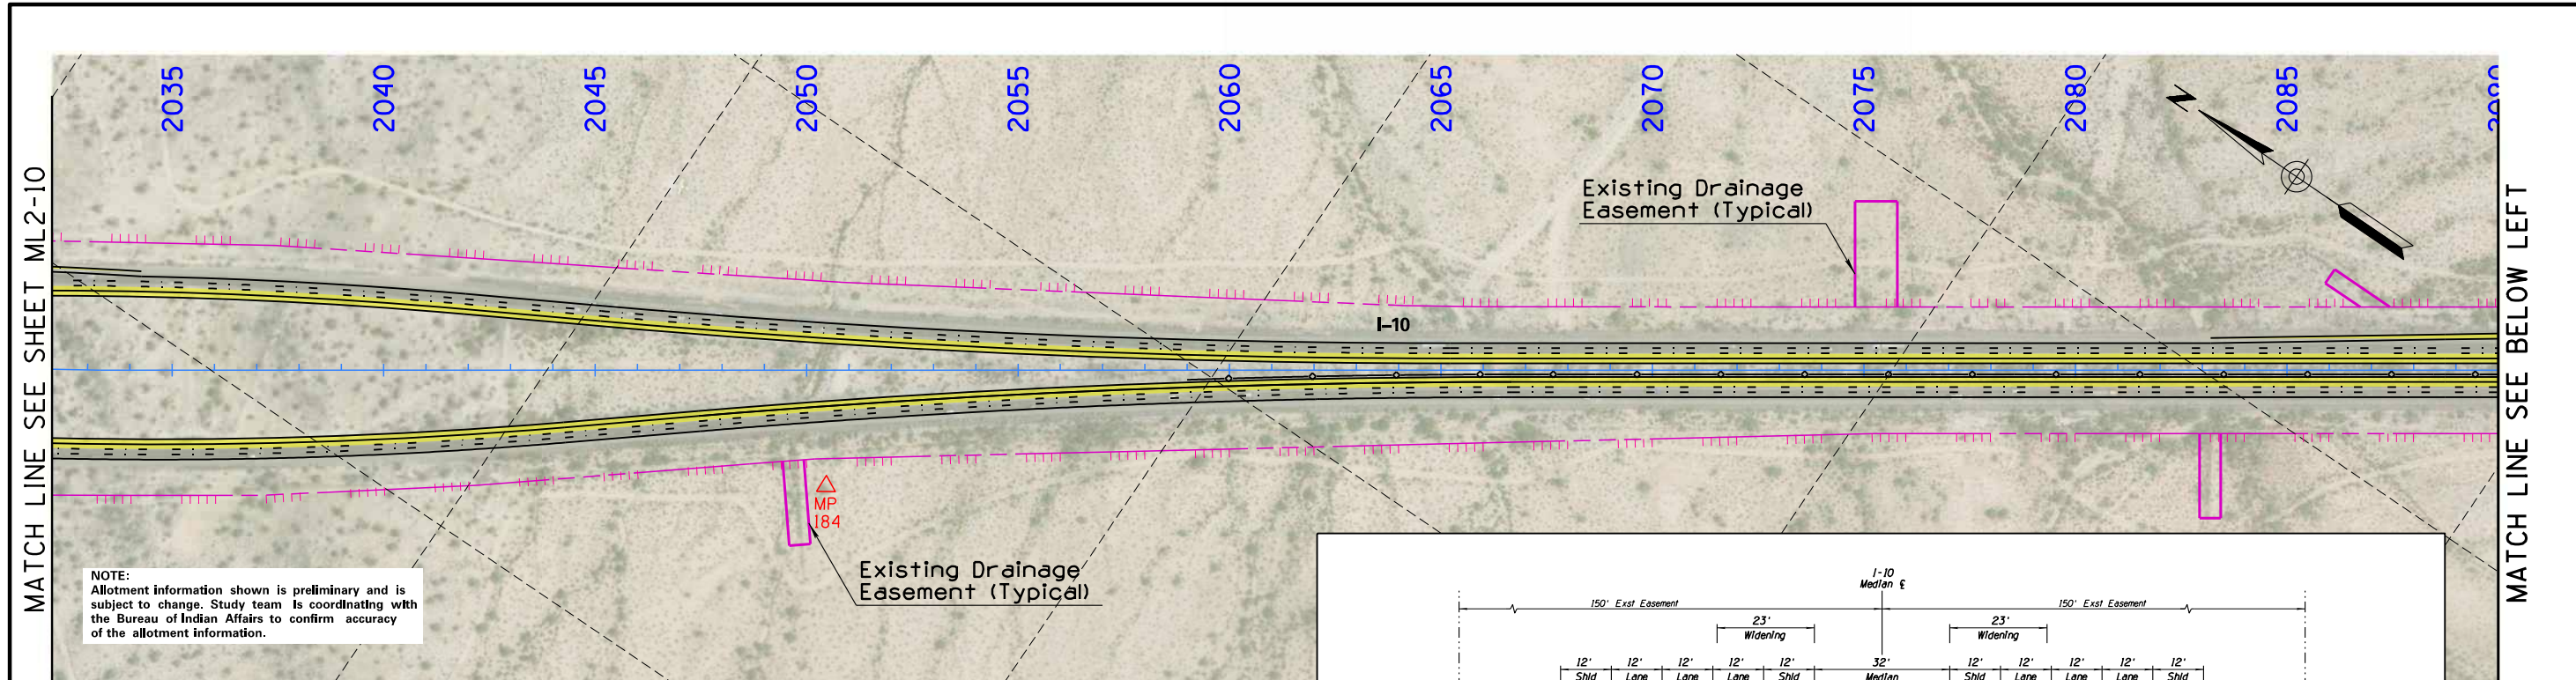 2035 2040 2045 2050 2055 2060 2065 2070 2075 2080 2085
N
MATCH LINE SEE SHEET ML2-10
MATCH LINE SEE BELOW LEFT
Existing Drainage
Easement (Typical)
I-10
MP
184
Existing Drainage
Easement (Typical)
NOTE:
Allotment information shown is preliminary and is
subject to change. Study team is coordinating with
the Bureau of Indian Affairs to confirm accuracy
of the allotment information.
I-10
Median ℄
150' Exst Easement 150' Exst Easement
23' 23'
Widening Widening
12' 12' 12' 12' 12' 32' 12' 12' 12' 12' 12'
Shld Lane Lane Lane Shld Median Shld Lane Lane Lane Shld